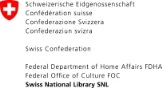 Schweizerische Eidgenossenschaft
Confédération suisse
Confederazione Svizzera
Confederaziun svizra
Swiss Confederation
Federal Department of Home Affairs FDHA
Federal Office of Culture FOC
Swiss National Library SNL